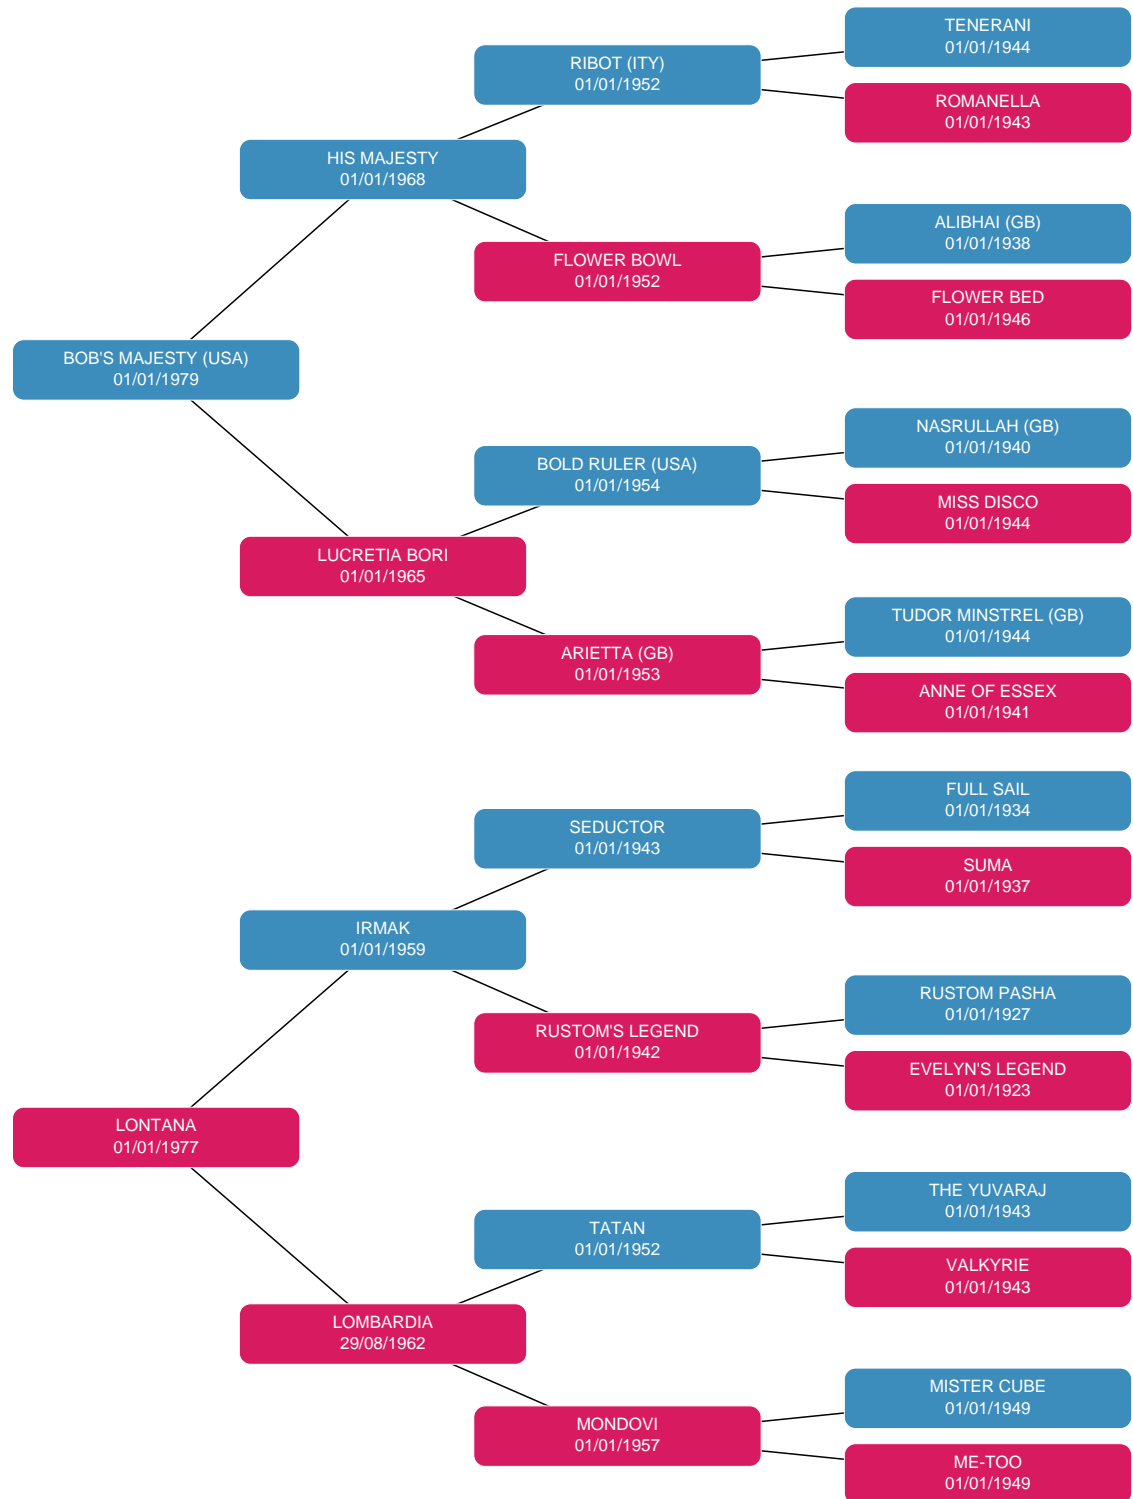 TENERANI
01/01/1944
RIBOT (ITY)
01/01/1952
ROMANELLA
01/01/1943
HIS MAJESTY
01/01/1968
ALIBHAI (GB)
01/01/1938
FLOWER BOWL
01/01/1952
FLOWER BED
01/01/1946
BOB'S MAJESTY (USA)
01/01/1979
NASRULLAH (GB)
01/01/1940
BOLD RULER (USA)
01/01/1954
MISS DISCO
01/01/1944
LUCRETIA BORI
01/01/1965
TUDOR MINSTREL (GB)
01/01/1944
ARIETTA (GB)
01/01/1953
ANNE OF ESSEX
01/01/1941
FULL SAIL
01/01/1934
SEDUCTOR
01/01/1943
SUMA
01/01/1937
IRMAK
01/01/1959
RUSTOM PASHA
01/01/1927
RUSTOM'S LEGEND
01/01/1942
EVELYN'S LEGEND
01/01/1923
LONTANA
01/01/1977
THE YUVARAJ
01/01/1943
TATAN
01/01/1952
VALKYRIE
01/01/1943
LOMBARDIA
29/08/1962
MISTER CUBE
01/01/1949
MONDOVI
01/01/1957
ME-TOO
01/01/1949